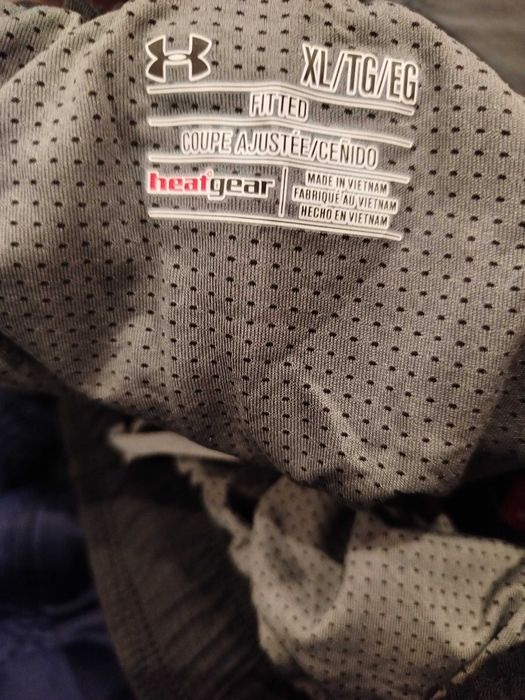 XL/TG/EG
FITTED
COUPE AJUSTÉE/CEÑIDO
heatgear
MADE IN VIETNAM
FABRIQUÉ AU VIETNAM
HECHO EN VIETNAM